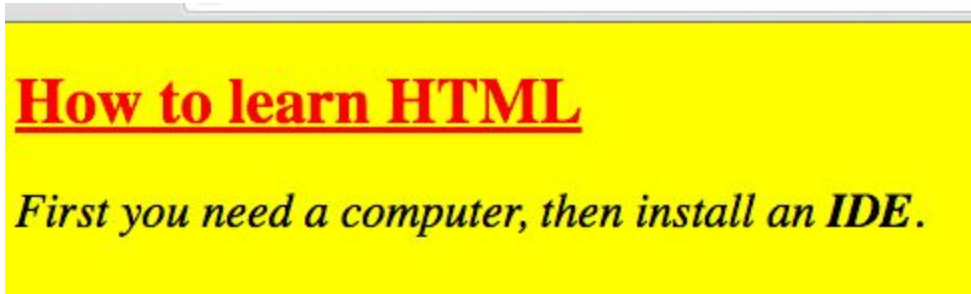 How to learn HTML
First you need a computer, then install an IDE.